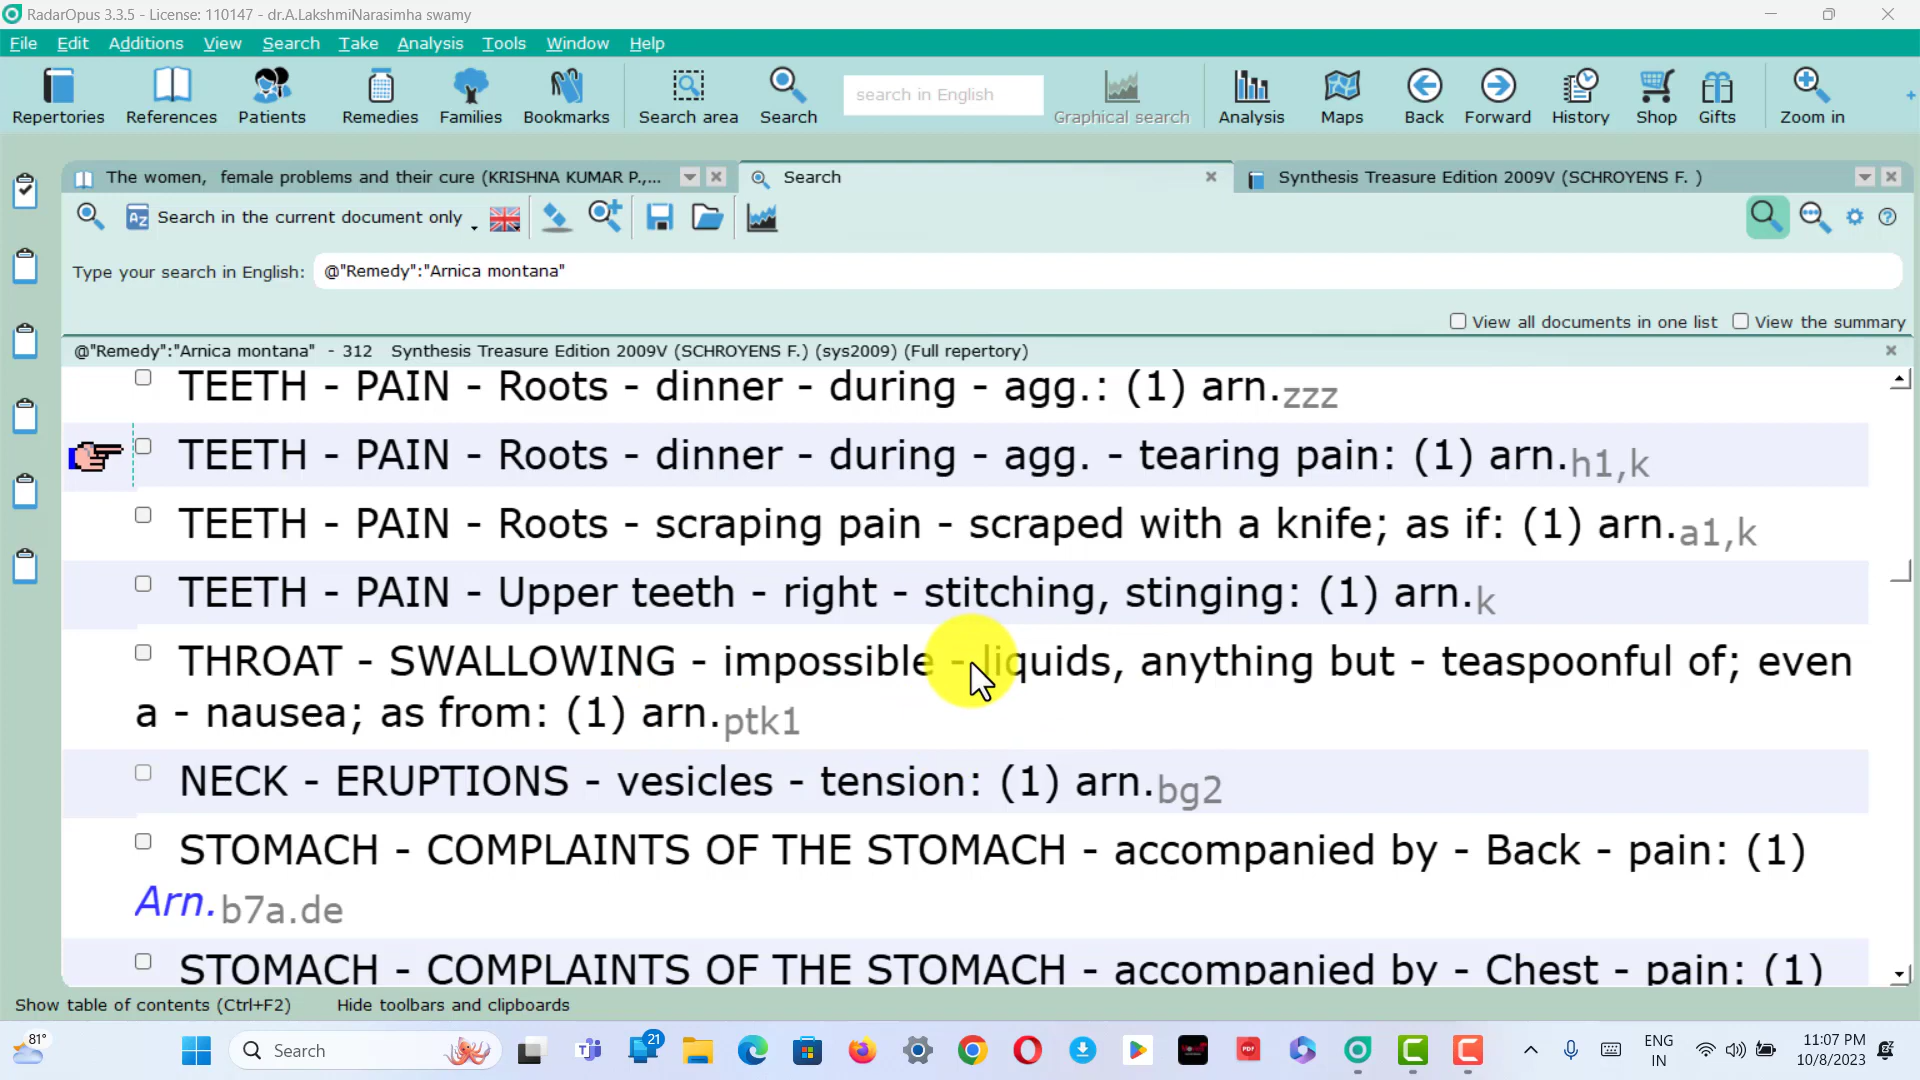 RadarOpus 3.3.5 - License: 110147 - dr.A.LakshmiNarasimha swamy
File Edit Additions View Search Take Analysis Tools Window Help
Repertories References Patients Remedies Families Bookmarks Search area Search search in English Graphical search Analysis Maps Back Forward History Shop Gifts Zoom in
The women, female problems and their cure (KRISHNA KUMAR P.,... Search Synthesis Treasure Edition 2009V (SCHROYENS F. )
Search in the current document only
Type your search in English: @"Remedy":"Arnica montana"
View all documents in one list View the summary
@"Remedy":"Arnica montana" - 312 Synthesis Treasure Edition 2009V (SCHROYENS F.) (sys2009) (Full repertory)
TEETH - PAIN - Roots - dinner - during - agg.: (1) arn.zzz
TEETH - PAIN - Roots - dinner - during - agg. - tearing pain: (1) arn.h1,k
TEETH - PAIN - Roots - scraping pain - scraped with a knife; as if: (1) arn.a1,k
TEETH - PAIN - Upper teeth - right - stitching, stinging: (1) arn.k
THROAT - SWALLOWING - impossible - liquids, anything but - teaspoonful of; even
a - nausea; as from: (1) arn.ptk1
NECK - ERUPTIONS - vesicles - tension: (1) arn.bg2
STOMACH - COMPLAINTS OF THE STOMACH - accompanied by - Back - pain: (1)
Arn.b7a.de
STOMACH - COMPLAINTS OF THE STOMACH - accompanied by - Chest - pain: (1)
Show table of contents (Ctrl+F2) Hide toolbars and clipboards
81° Search 21 PDF ENG 11:07 PM
IN 10/8/2023